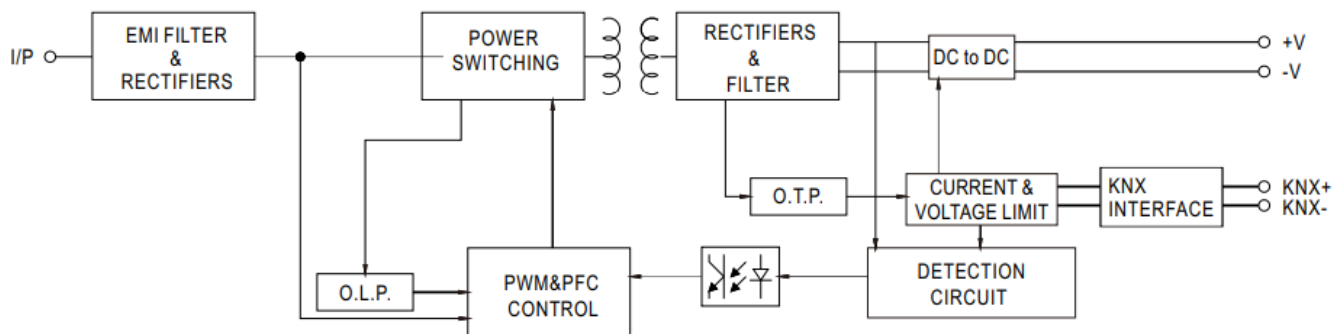 I/P
EMI FILTER
&
RECTIFIERS
POWER
SWITCHING
RECTIFIERS
&
FILTER
DC to DC
+V
-V
O.T.P.
CURRENT &
VOLTAGE LIMIT
KNX
INTERFACE
KNX+
KNX-
O.L.P.
PWM&PFC
CONTROL
DETECTION
CIRCUIT